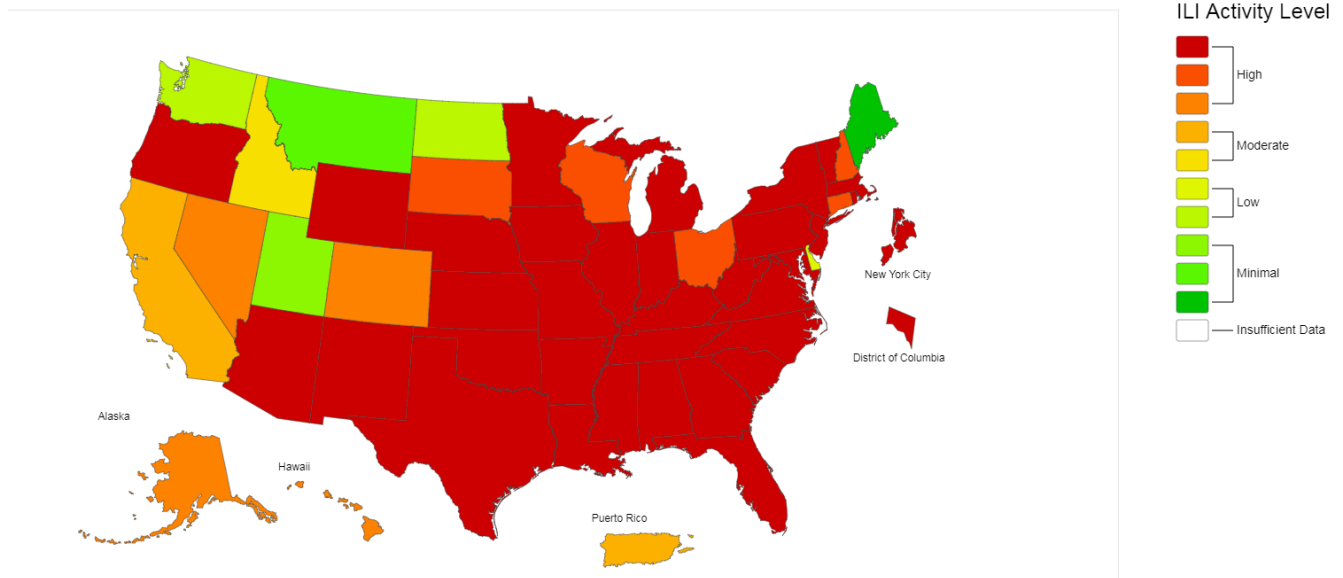 ILI Activity Level
High
Moderate
Low
Minimal
Insufficient Data
New York City
District of Columbia
Alaska
Hawaii
Puerto Rico